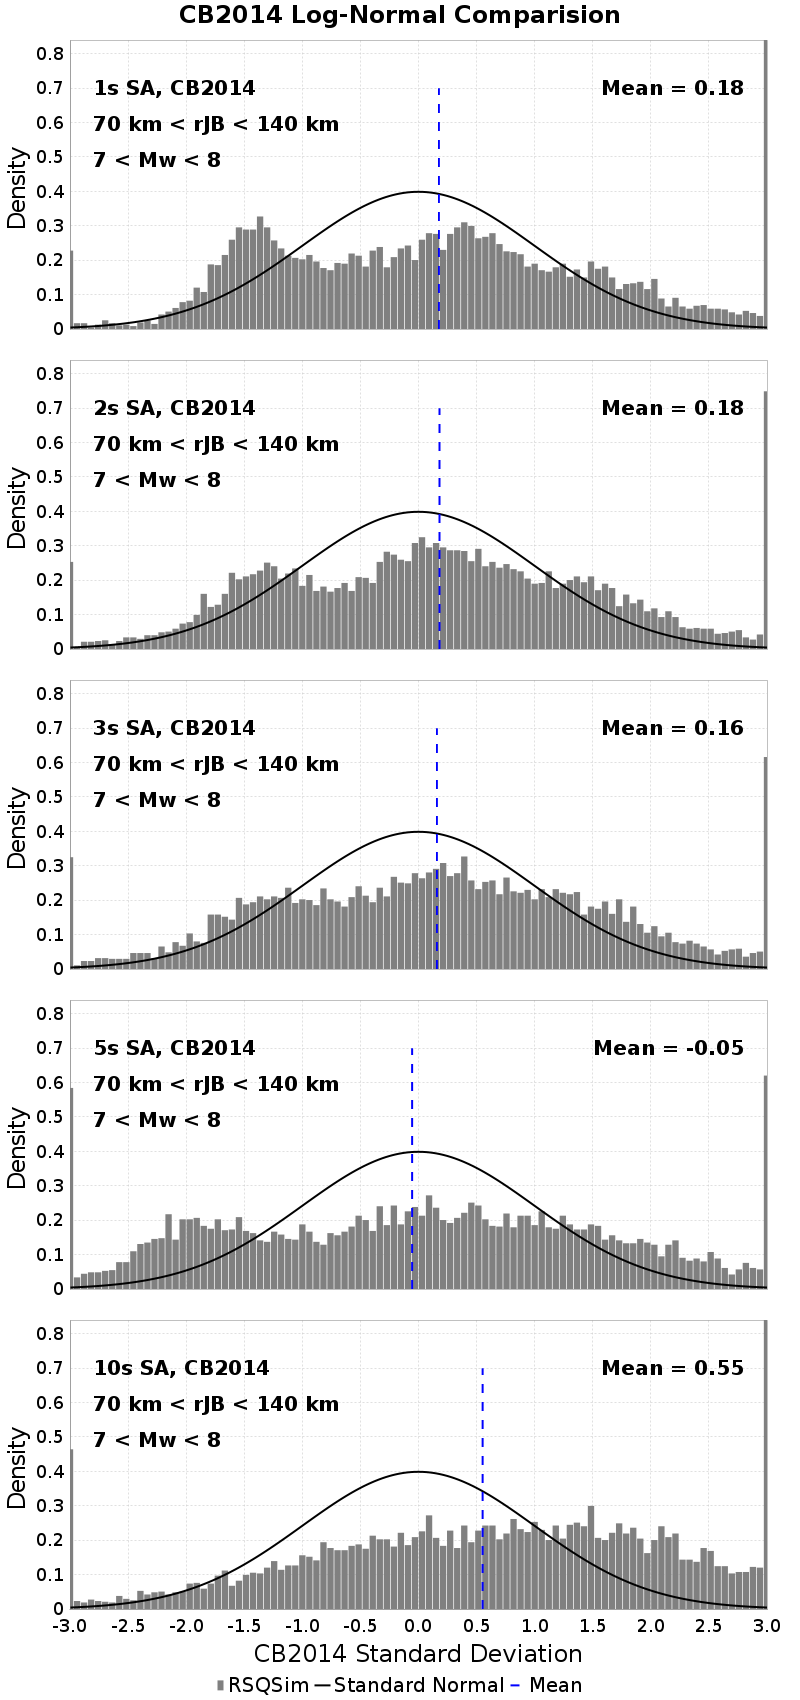 CB2014 Log-Normal Comparision
0.8
0.7
0.6
0.5
0.4
0.3
0.2
0.1
0
Density
1s SA, CB2014
70 km < rJB < 140 km
7 < Mw < 8
Mean = 0.18
0.8
0.7
0.6
0.5
0.4
0.3
0.2
0.1
0
Density
2s SA, CB2014
70 km < rJB < 140 km
7 < Mw < 8
Mean = 0.18
0.8
0.7
0.6
0.5
0.4
0.3
0.2
0.1
0
Density
3s SA, CB2014
70 km < rJB < 140 km
7 < Mw < 8
Mean = 0.16
0.8
0.7
0.6
0.5
0.4
0.3
0.2
0.1
0
Density
5s SA, CB2014
70 km < rJB < 140 km
7 < Mw < 8
Mean = -0.05
0.8
0.7
0.6
0.5
0.4
0.3
0.2
0.1
0
Density
10s SA, CB2014
70 km < rJB < 140 km
7 < Mw < 8
Mean = 0.55
-3.0 -2.5 -2.0 -1.5 -1.0 -0.5 0.0 0.5 1.0 1.5 2.0 2.5 3.0
CB2014 Standard Deviation
RSQSim Standard Normal Mean